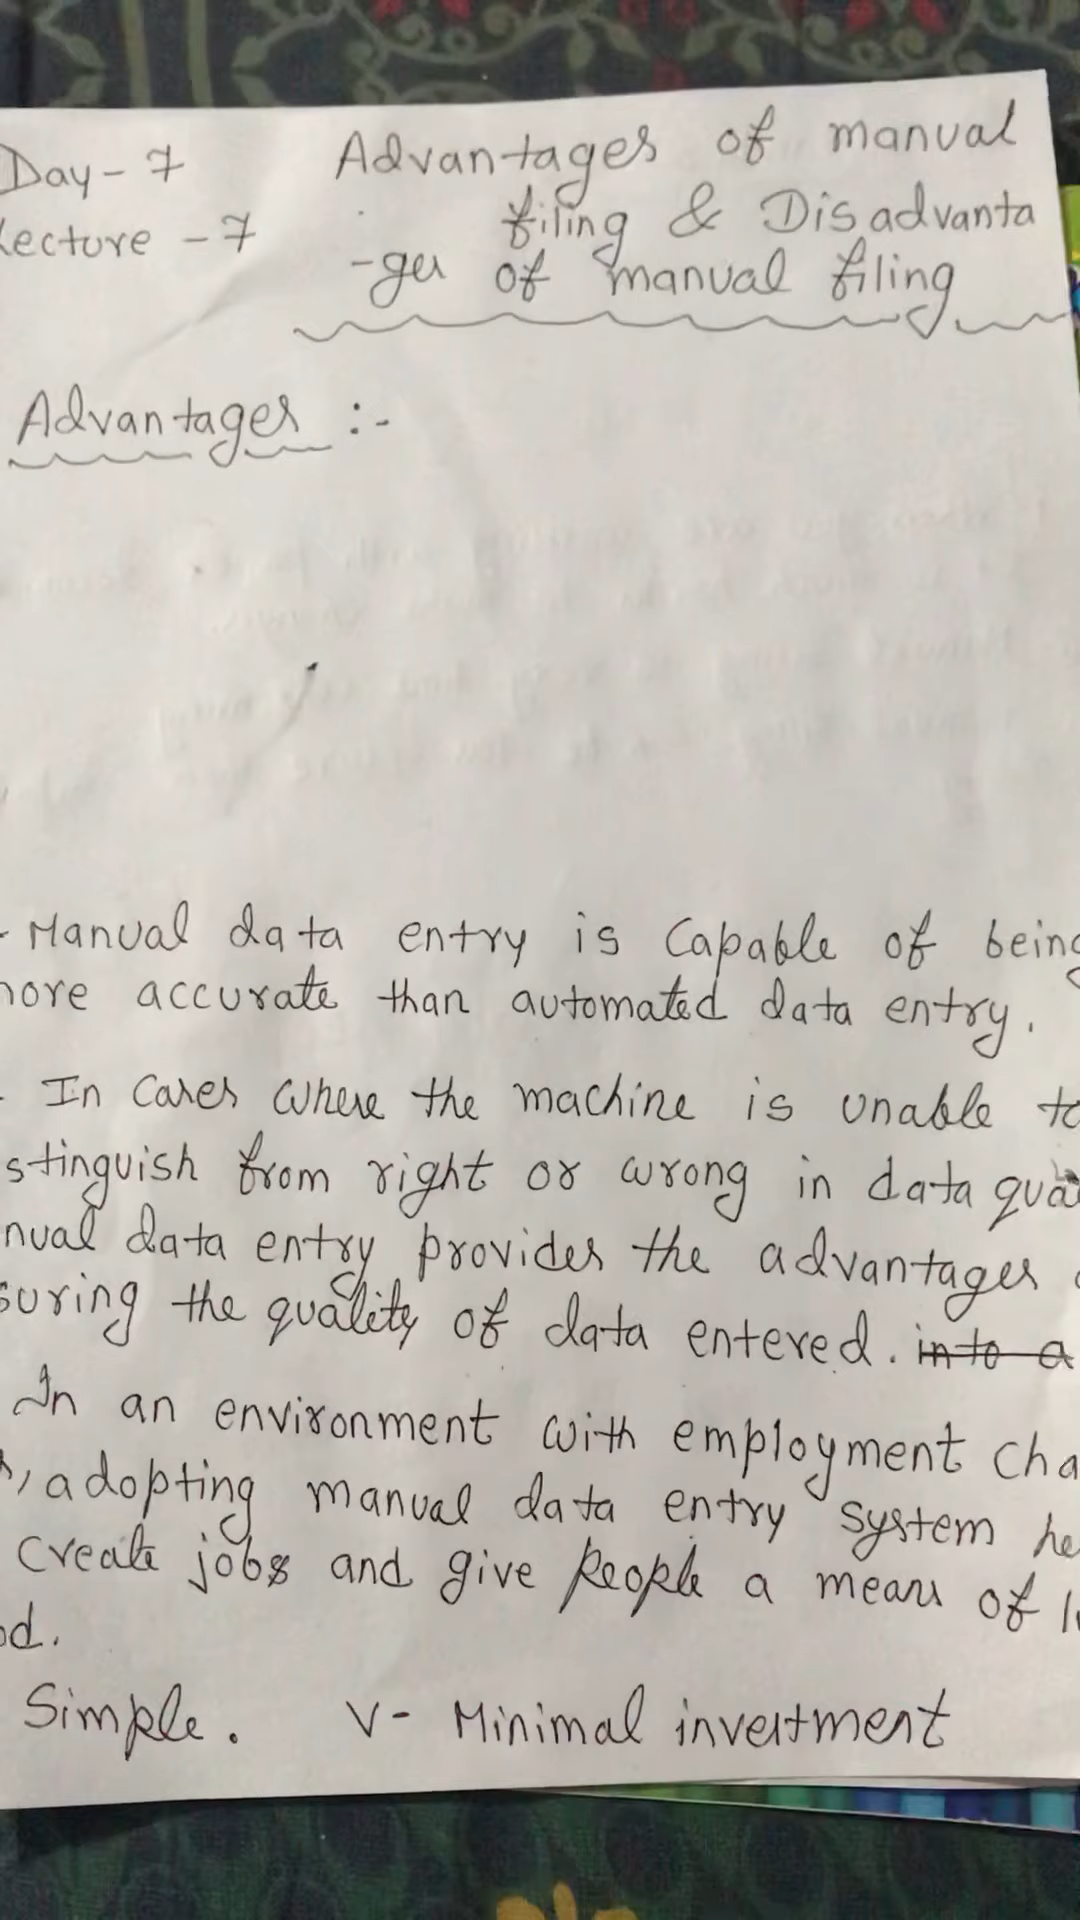 Day-7 Advantages of manual
Lecture -7 filing & Disadvanta
-ges of manual filing
Advantages :-
- Manual data entry is capable of being
more accurate than automated data entry.
- In cases where the machine is unable to
stinguish from right or wrong in data qua
nual data entry provides the advantages
suring the quality of data entered. into a
In an environment with employment cha
, adopting manual data entry system he
create jobs and give people a means of li
od.
Simple. V- Minimal investment